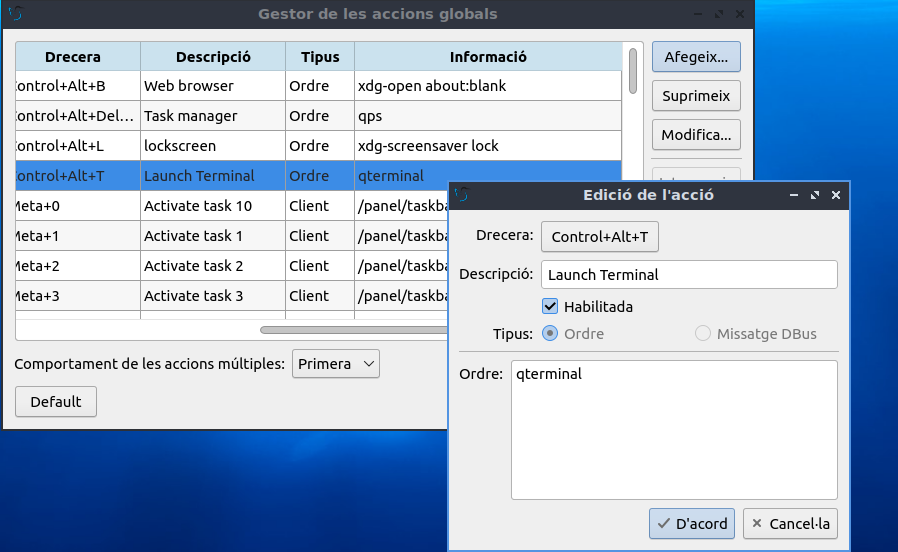 Gestor de les accions globals
Drecera Descripció Tipus Informació
Control+Alt+B Web browser Ordre xdg-open about:blank
Control+Alt+Del… Task manager Ordre qps
Control+Alt+L lockscreen Ordre xdg-screensaver lock
Control+Alt+T Launch Terminal Ordre qterminal
Meta+0 Activate task 10 Client /panel/taskba
Meta+1 Activate task 1 Client /panel/taskba
Meta+2 Activate task 2 Client /panel/taskba
Meta+3 Activate task 3 Client /panel/taskba
Afegeix...
Suprimeix
Modifica...
Comportament de les accions múltiples: Primera
Default
Edició de l'acció
Drecera: Control+Alt+T
Descripció: Launch Terminal
Habilitada
Tipus: Ordre Missatge DBus
Ordre: qterminal
D'acord Cancel·la